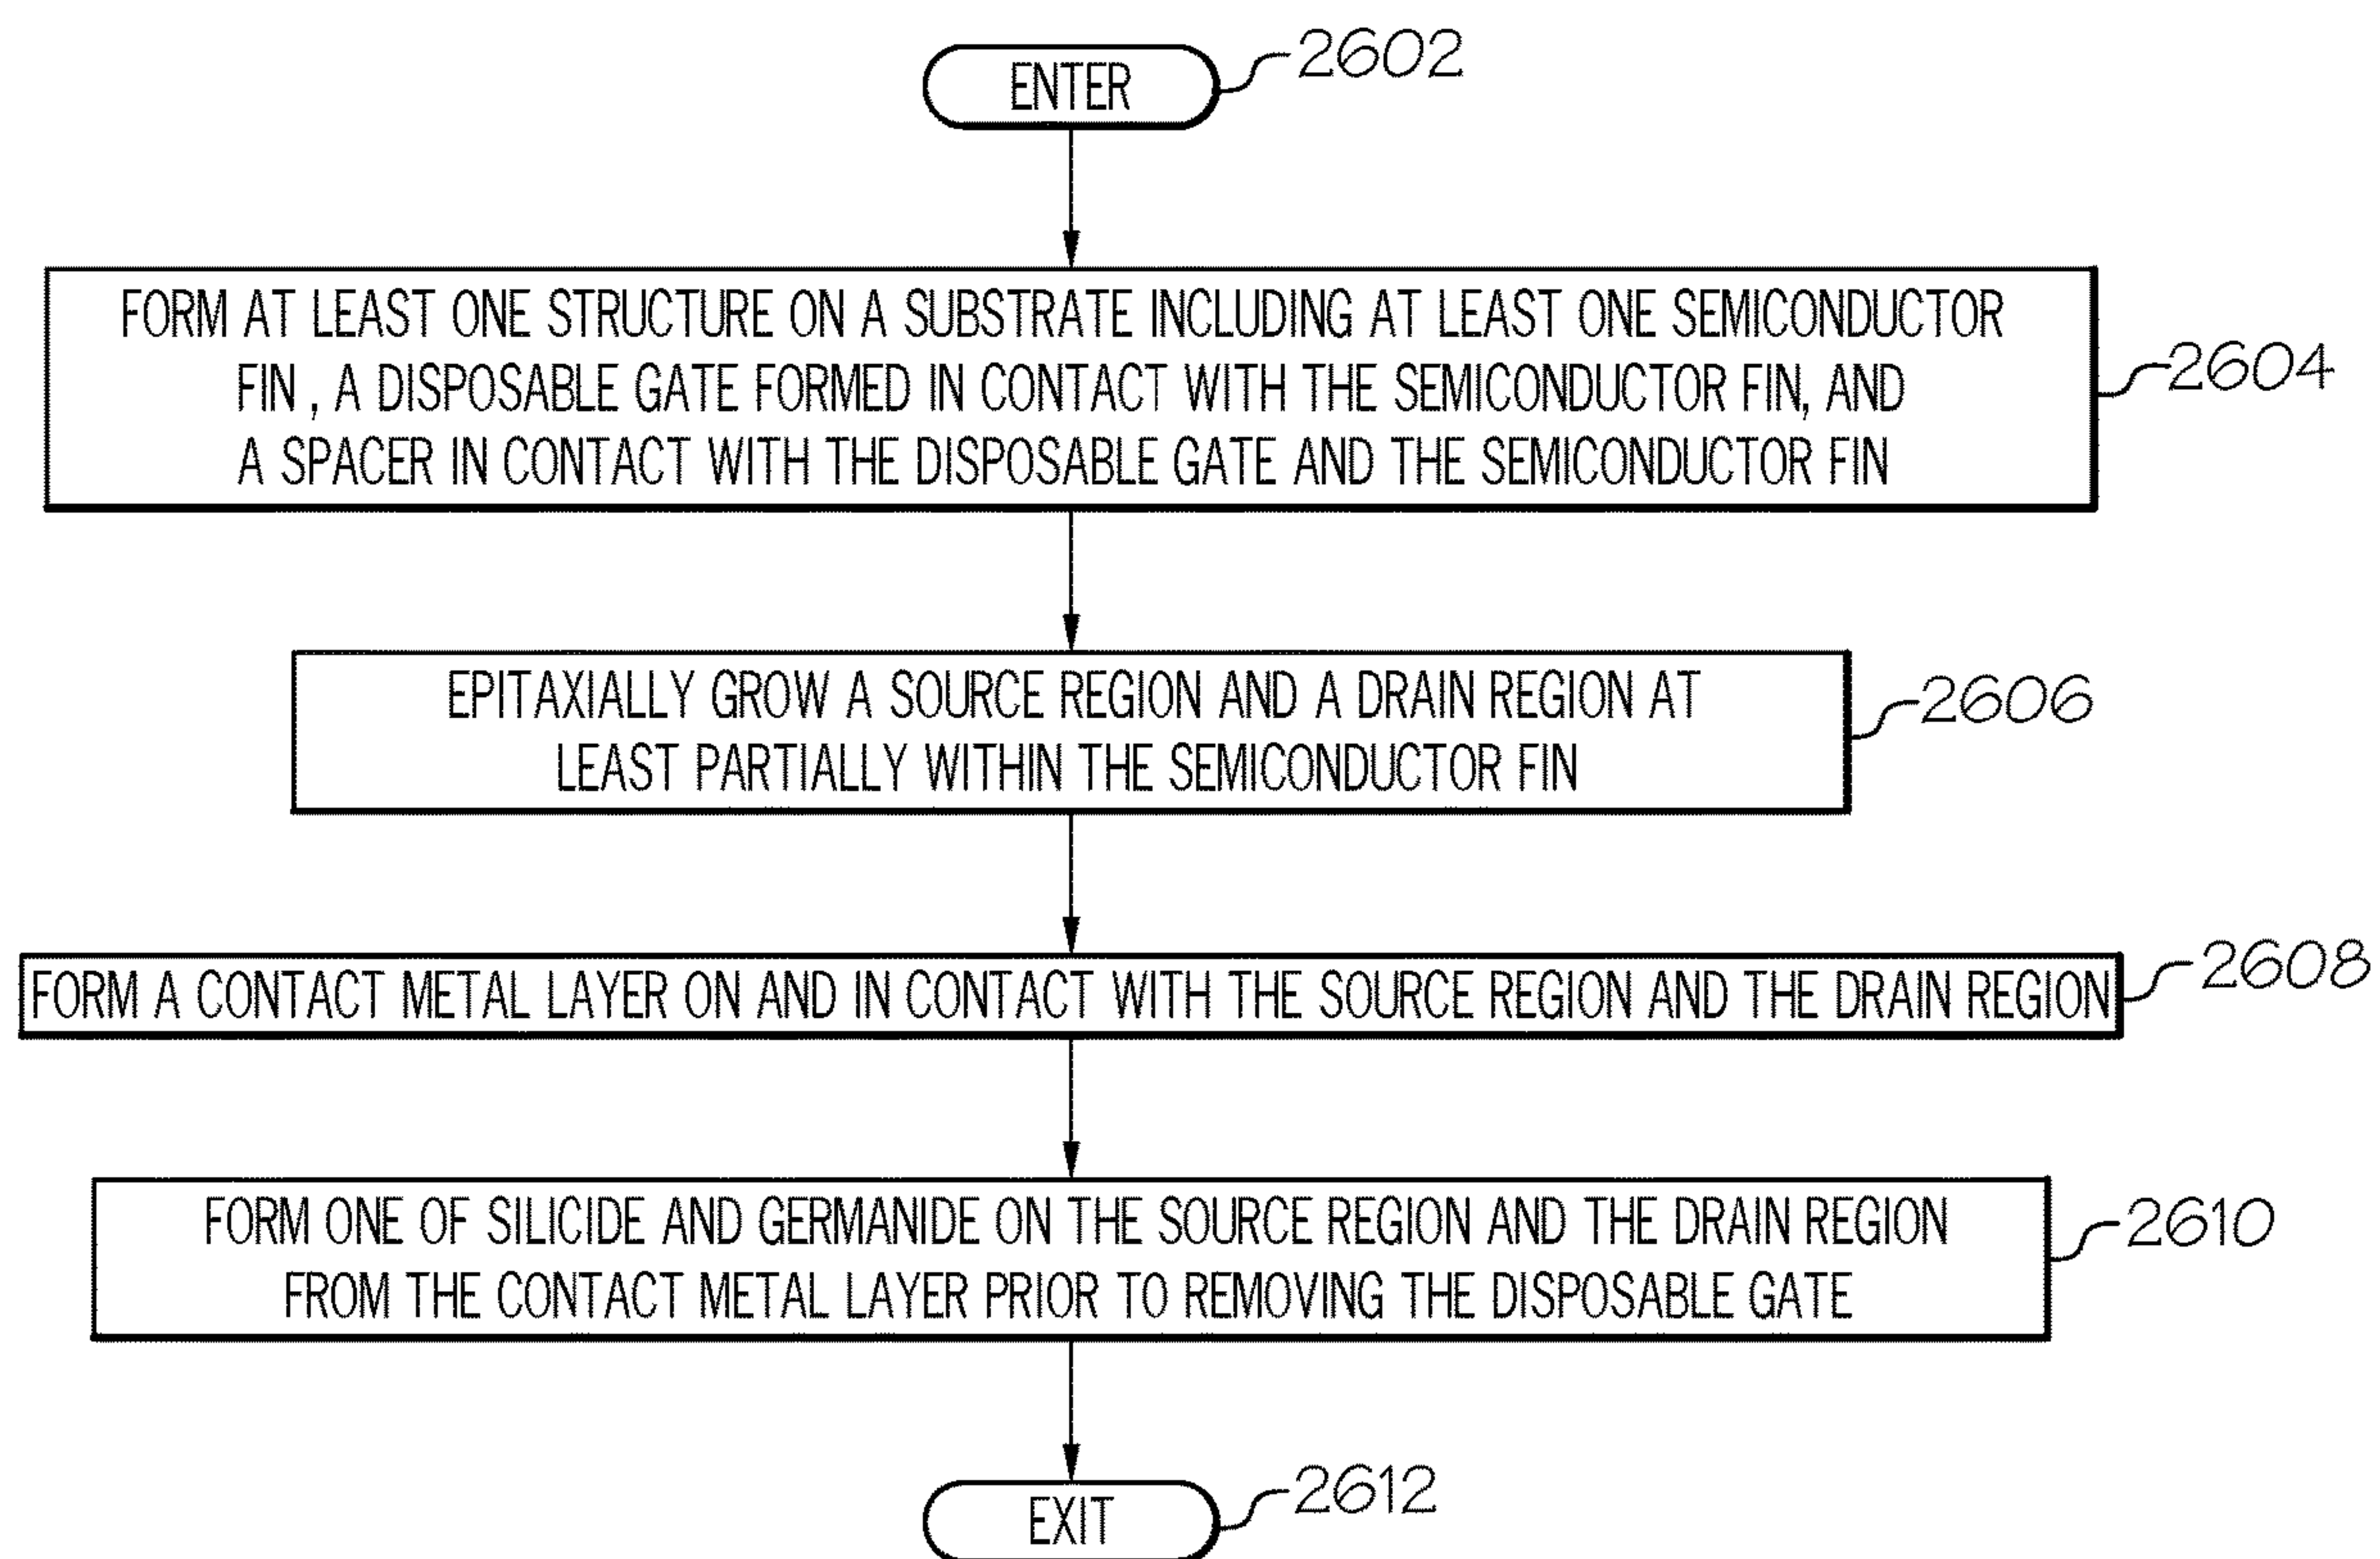 ENTER
2602
FORM AT LEAST ONE STRUCTURE ON A SUBSTRATE INCLUDING AT LEAST ONE SEMICONDUCTOR
FIN , A DISPOSABLE GATE FORMED IN CONTACT WITH THE SEMICONDUCTOR FIN, AND
A SPACER IN CONTACT WITH THE DISPOSABLE GATE AND THE SEMICONDUCTOR FIN
2604
EPITAXIALLY GROW A SOURCE REGION AND A DRAIN REGION AT
LEAST PARTIALLY WITHIN THE SEMICONDUCTOR FIN
2606
FORM A CONTACT METAL LAYER ON AND IN CONTACT WITH THE SOURCE REGION AND THE DRAIN REGION
2608
FORM ONE OF SILICIDE AND GERMANIDE ON THE SOURCE REGION AND THE DRAIN REGION
FROM THE CONTACT METAL LAYER PRIOR TO REMOVING THE DISPOSABLE GATE
2610
EXIT
2612